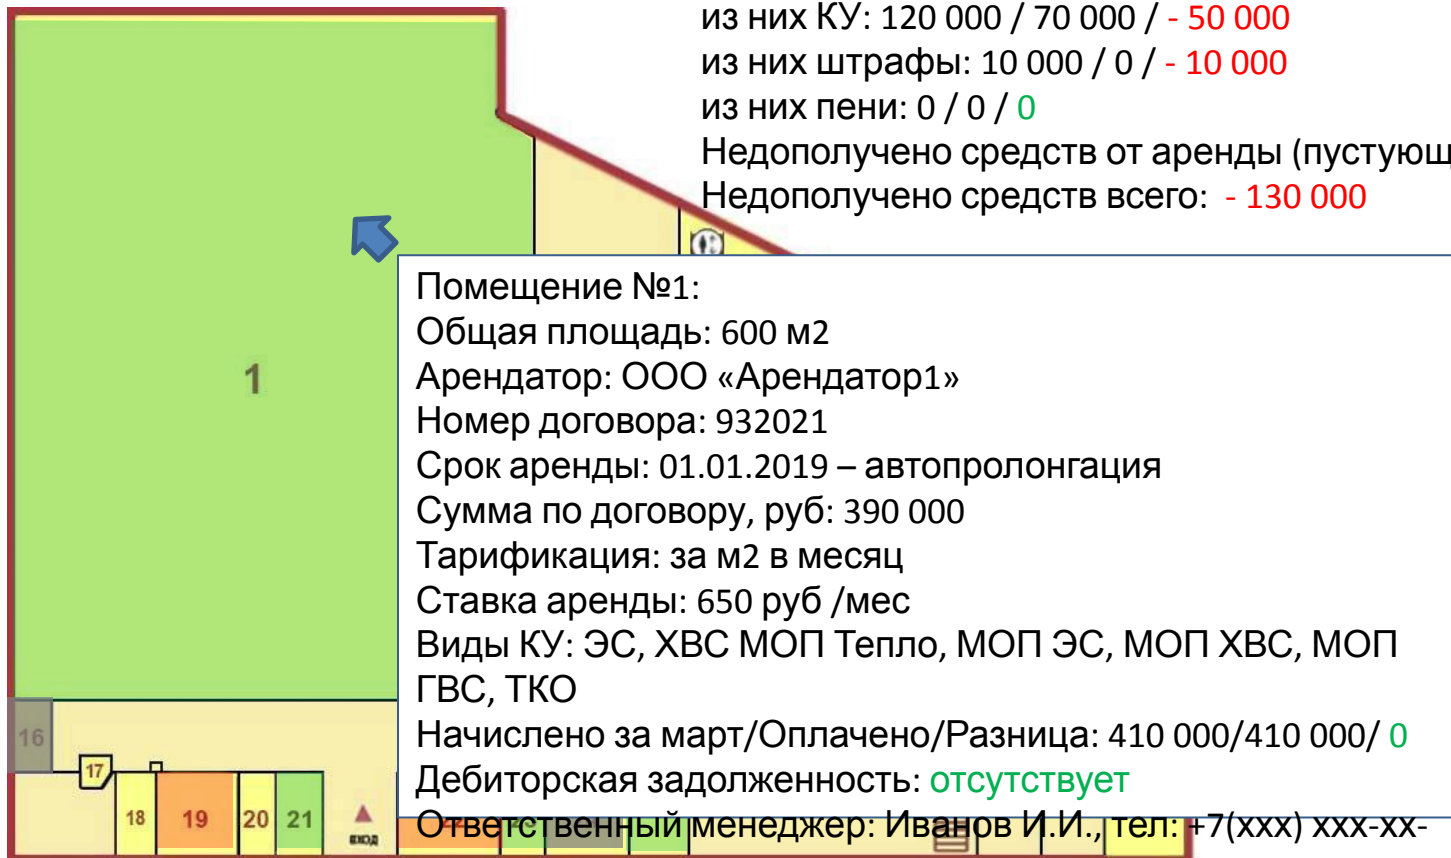 из них КУ: 120 000 / 70 000 / - 50 000
из них штрафы: 10 000 / 0 / - 10 000
из них пени: 0 / 0 / 0
Недополучено средств от аренды (пустующ
Недополучено средств всего: - 130 000
Помещение №1:
Общая площадь: 600 м2
Арендатор: ООО «Арендатор1»
Номер договора: 932021
Срок аренды: 01.01.2019 – автопролонгация
Сумма по договору, руб: 390 000
Тарификация: за м2 в месяц
Ставка аренды: 650 руб /мес
Виды КУ: ЭС, ХВС МОП Тепло, МОП ЭС, МОП ХВС, МОП
ГВС, ТКО
Начислено за март/Оплачено/Разница: 410 000/410 000/ 0
Дебиторская задолженность: отсутствует
Ответственный менеджер: Иванов И.И., тел: +7(xxx) xxx-xx-
1
16
17
18 19 20 21
вход